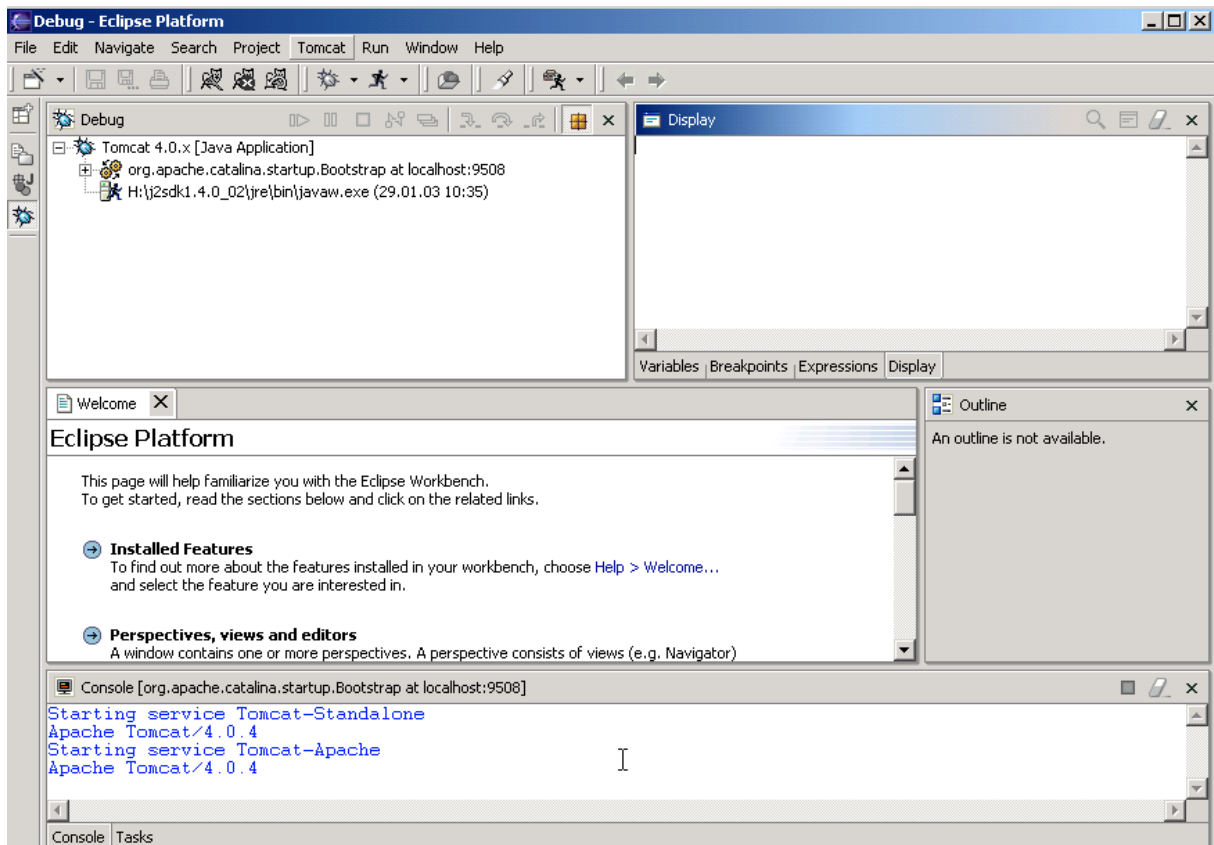 Debug - Eclipse Platform
File Edit Navigate Search Project Tomcat Run Window Help
Debug
Tomcat 4.0.x [Java Application]
org.apache.catalina.startup.Bootstrap at localhost:9508
H:\j2sdk1.4.0_02\jre\bin\javaw.exe (29.01.03 10:35)
Display
Variables Breakpoints Expressions Display
Welcome
Eclipse Platform
This page will help familiarize you with the Eclipse Workbench.
To get started, read the sections below and click on the related links.
Installed Features
To find out more about the features installed in your workbench, choose Help > Welcome...
and select the feature you are interested in.
Perspectives, views and editors
A window contains one or more perspectives. A perspective consists of views (e.g. Navigator)
Outline
An outline is not available.
Console [org.apache.catalina.startup.Bootstrap at localhost:9508]
Starting service Tomcat-Standalone
Apache Tomcat/4.0.4
Starting service Tomcat-Apache
Apache Tomcat/4.0.4
Console Tasks